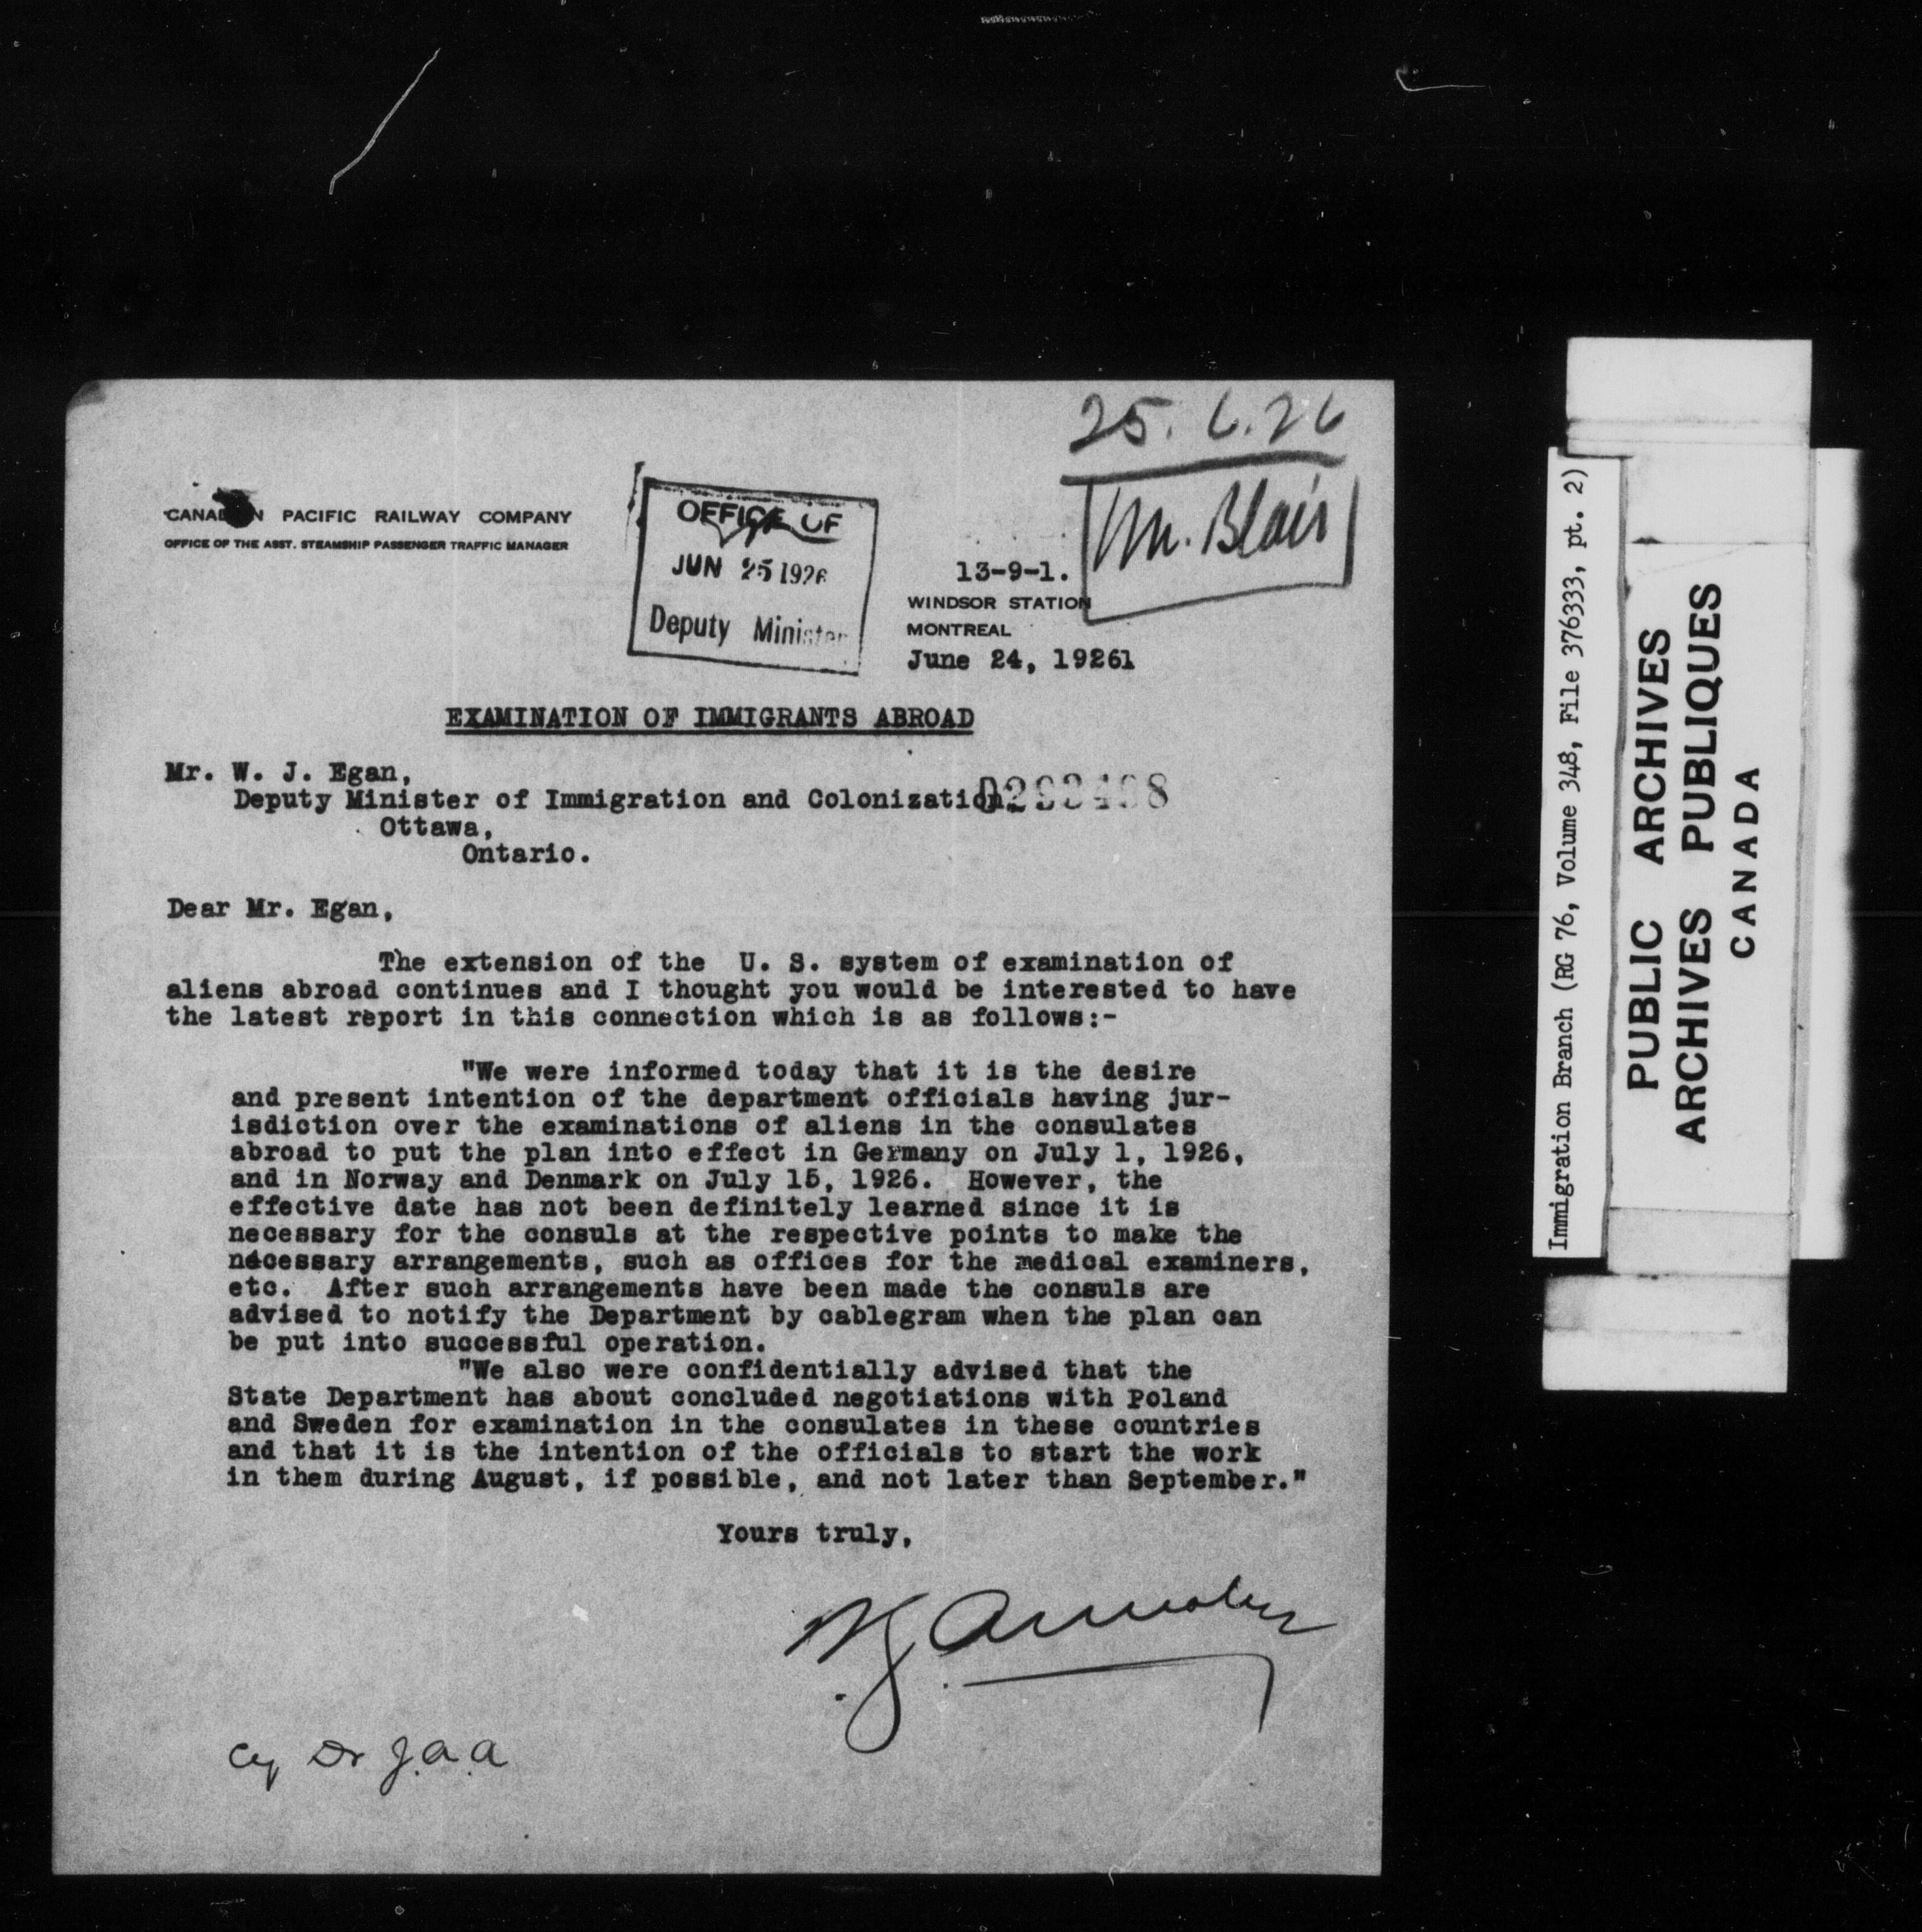 25.6.26
Mr. Blair
CANADIAN PACIFIC RAILWAY COMPANY
OFFICE OF THE ASST. STEAMSHIP PASSENGER TRAFFIC MANAGER
OFFICE OF
JUN 25 1926
Deputy Minister
13-9-1.
WINDSOR STATION
MONTREAL
June 24, 19261
EXAMINATION OF IMMIGRANTS ABROAD
Mr. W. J. Egan,
Deputy Minister of Immigration and Colonization,
Ottawa,
Ontario.
Dear Mr. Egan,
The extension of the U. S. system of examination of
aliens abroad continues and I thought you would be interested to have
the latest report in this connection which is as follows:-
"We were informed today that it is the desire
and present intention of the department officials having jur-
isdiction over the examinations of aliens in the consulates
abroad to put the plan into effect in Germany on July 1, 1926,
and in Norway and Denmark on July 15, 1926. However, the
effective date has not been definitely learned since it is
necessary for the consuls at the respective points to make the
necessary arrangements, such as offices for the medical examiners,
etc. After such arrangements have been made the consuls are
advised to notify the Department by cablegram when the plan can
be put into successful operation.
"We also were confidentially advised that the
State Department has about concluded negotiations with Poland
and Sweden for examination in the consulates in these countries
and that it is the intention of the officials to start the work
in them during August, if possible, and not later than September."
Yours truly,
Cy Dr J.A.A
Immigration Branch (RG 76, Volume 348, File 376333, pt. 2)
PUBLIC ARCHIVES
ARCHIVES PUBLIQUES
CANADA